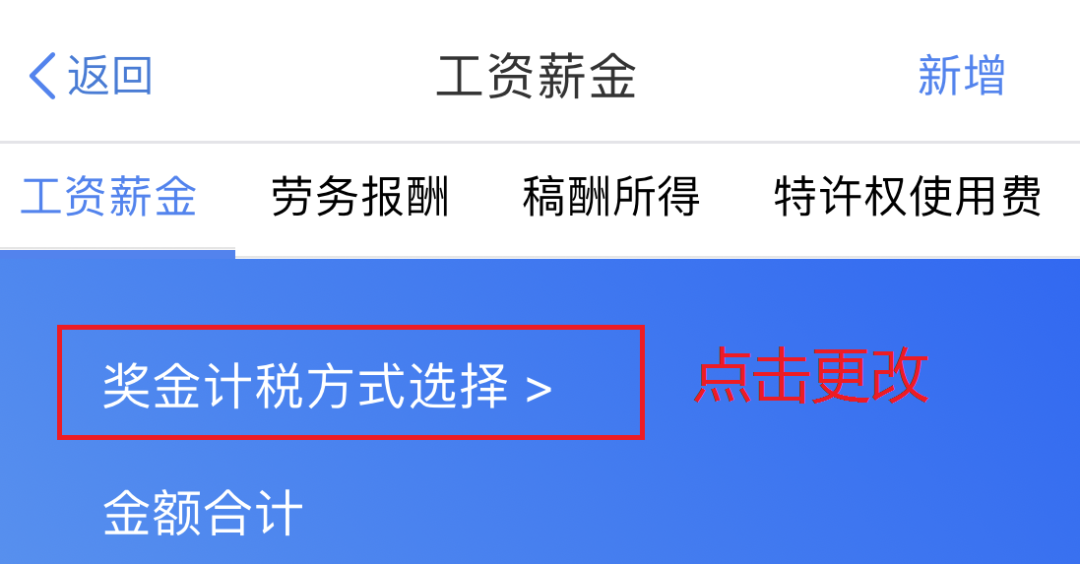 返回 工资薪金 新增
工资薪金 劳务报酬 稿酬所得 特许权使用费
奖金计税方式选择 > 点击更改
金额合计